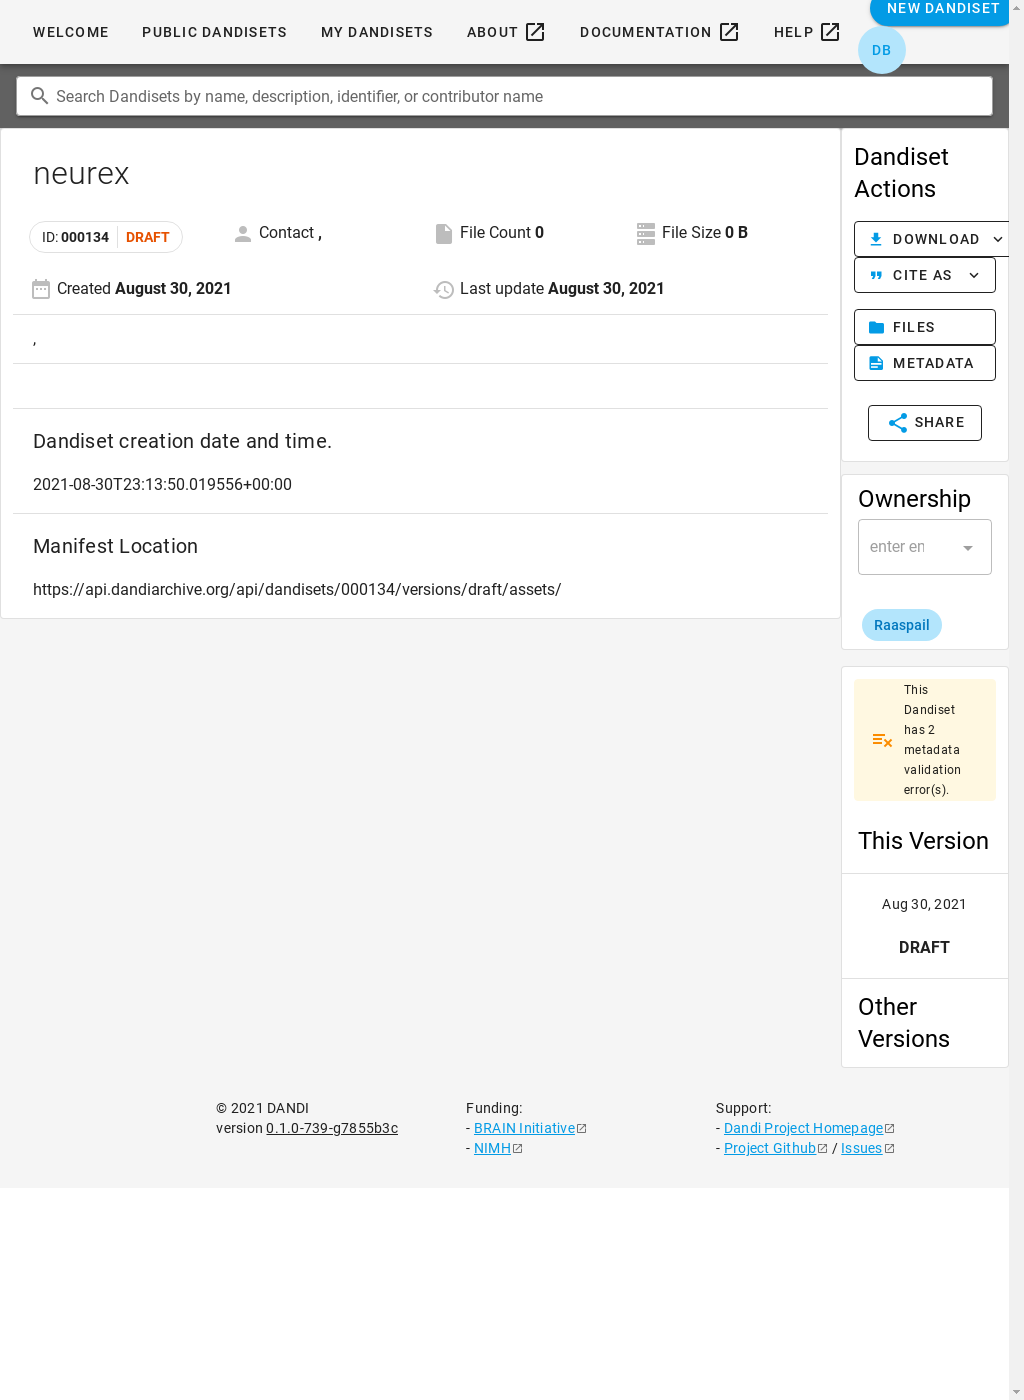 WELCOME PUBLIC DANDISETS MY DANDISETS ABOUT DOCUMENTATION HELP NEW DANDISET
DB
Search Dandisets by name, description, identifier, or contributor name
neurex
ID: 000134 DRAFT Contact , File Count 0 File Size 0 B
Created August 30, 2021 Last update August 30, 2021
,
Dandiset creation date and time.
2021-08-30T23:13:50.019556+00:00
Manifest Location
https://api.dandiarchive.org/api/dandisets/000134/versions/draft/assets/
Dandiset
Actions
DOWNLOAD
CITE AS
FILES
METADATA
SHARE
Ownership
enter en
Raaspail
This
Dandiset
has 2
metadata
validation
error(s).
This Version
Aug 30, 2021
DRAFT
Other
Versions
© 2021 DANDI
version 0.1.0-739-g7855b3c
Funding:
- BRAIN Initiative
- NIMH
Support:
- Dandi Project Homepage
- Project Github / Issues